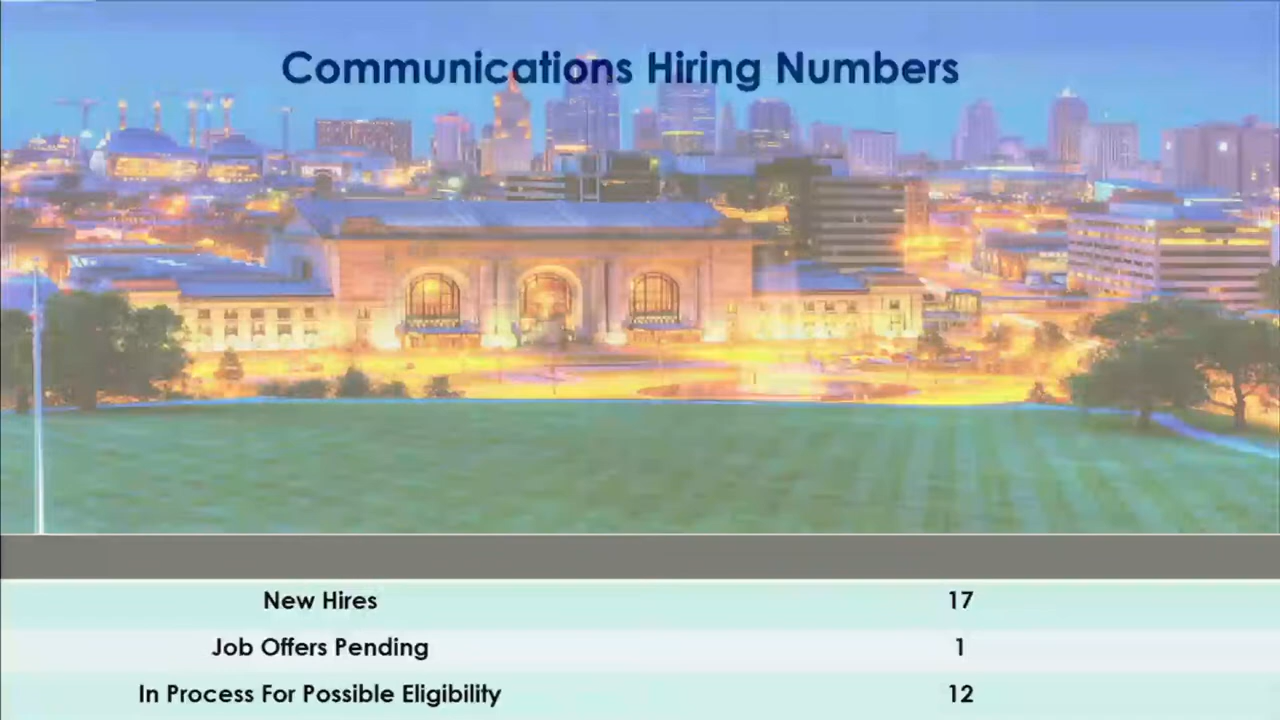 Communications Hiring Numbers
New Hires 17
Job Offers Pending 1
In Process For Possible Eligibility 12